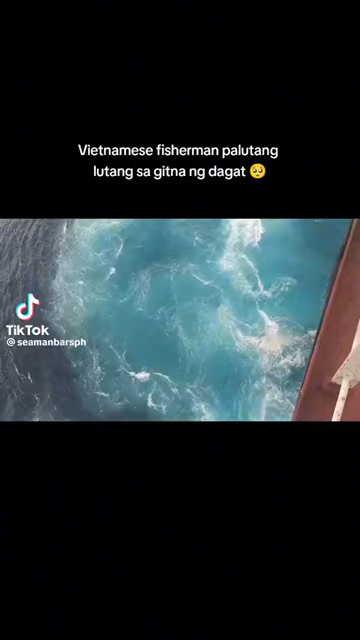 Vietnamese fisherman palutang
lutang sa gitna ng dagat 🥺
TikTok
@ seamanbarsph